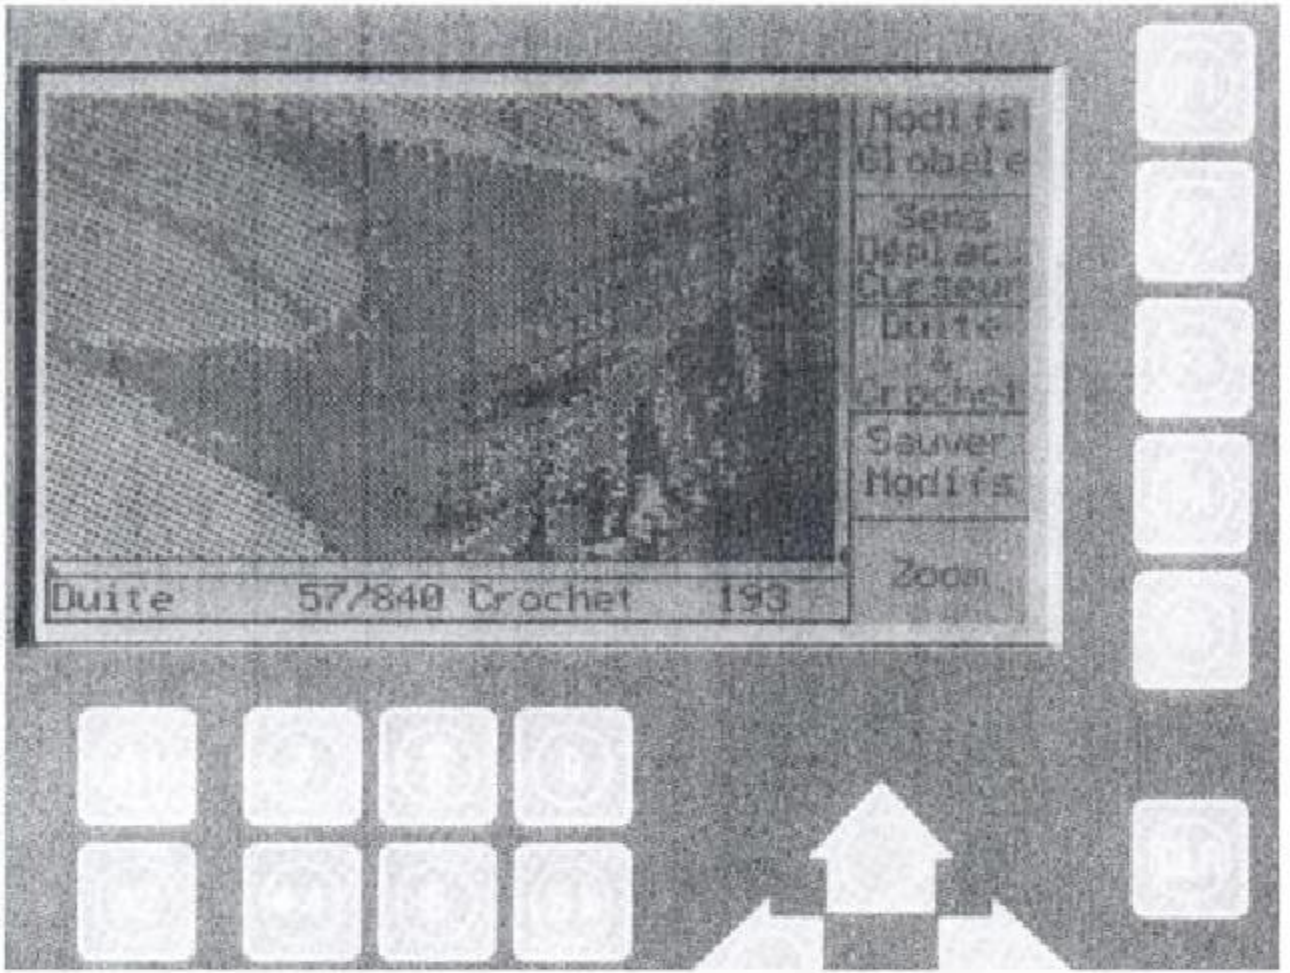 Modifs
Globale
Sens
Déplac.
Curseur
Duite
&
Crochet
Sauver
Modifs
Zoom
Duite 57/840 Crochet 193